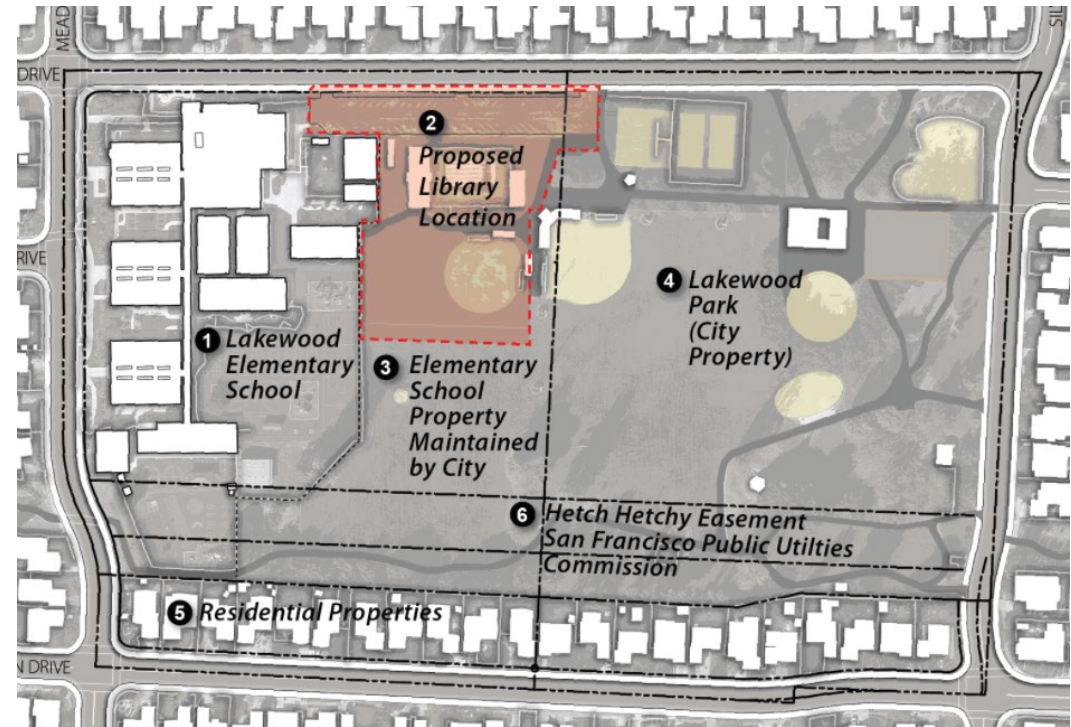 MEAD
SIL
DRIVE
2
Proposed
Library
Location
RIVE
4 Lakewood
Park
(City
Property)
1 Lakewood
Elementary
School
3 Elementary
School
Property
Maintained
by City
6 Hetch Hetchy Easement
San Francisco Public Utilties
Commission
5 Residential Properties
N DRIVE